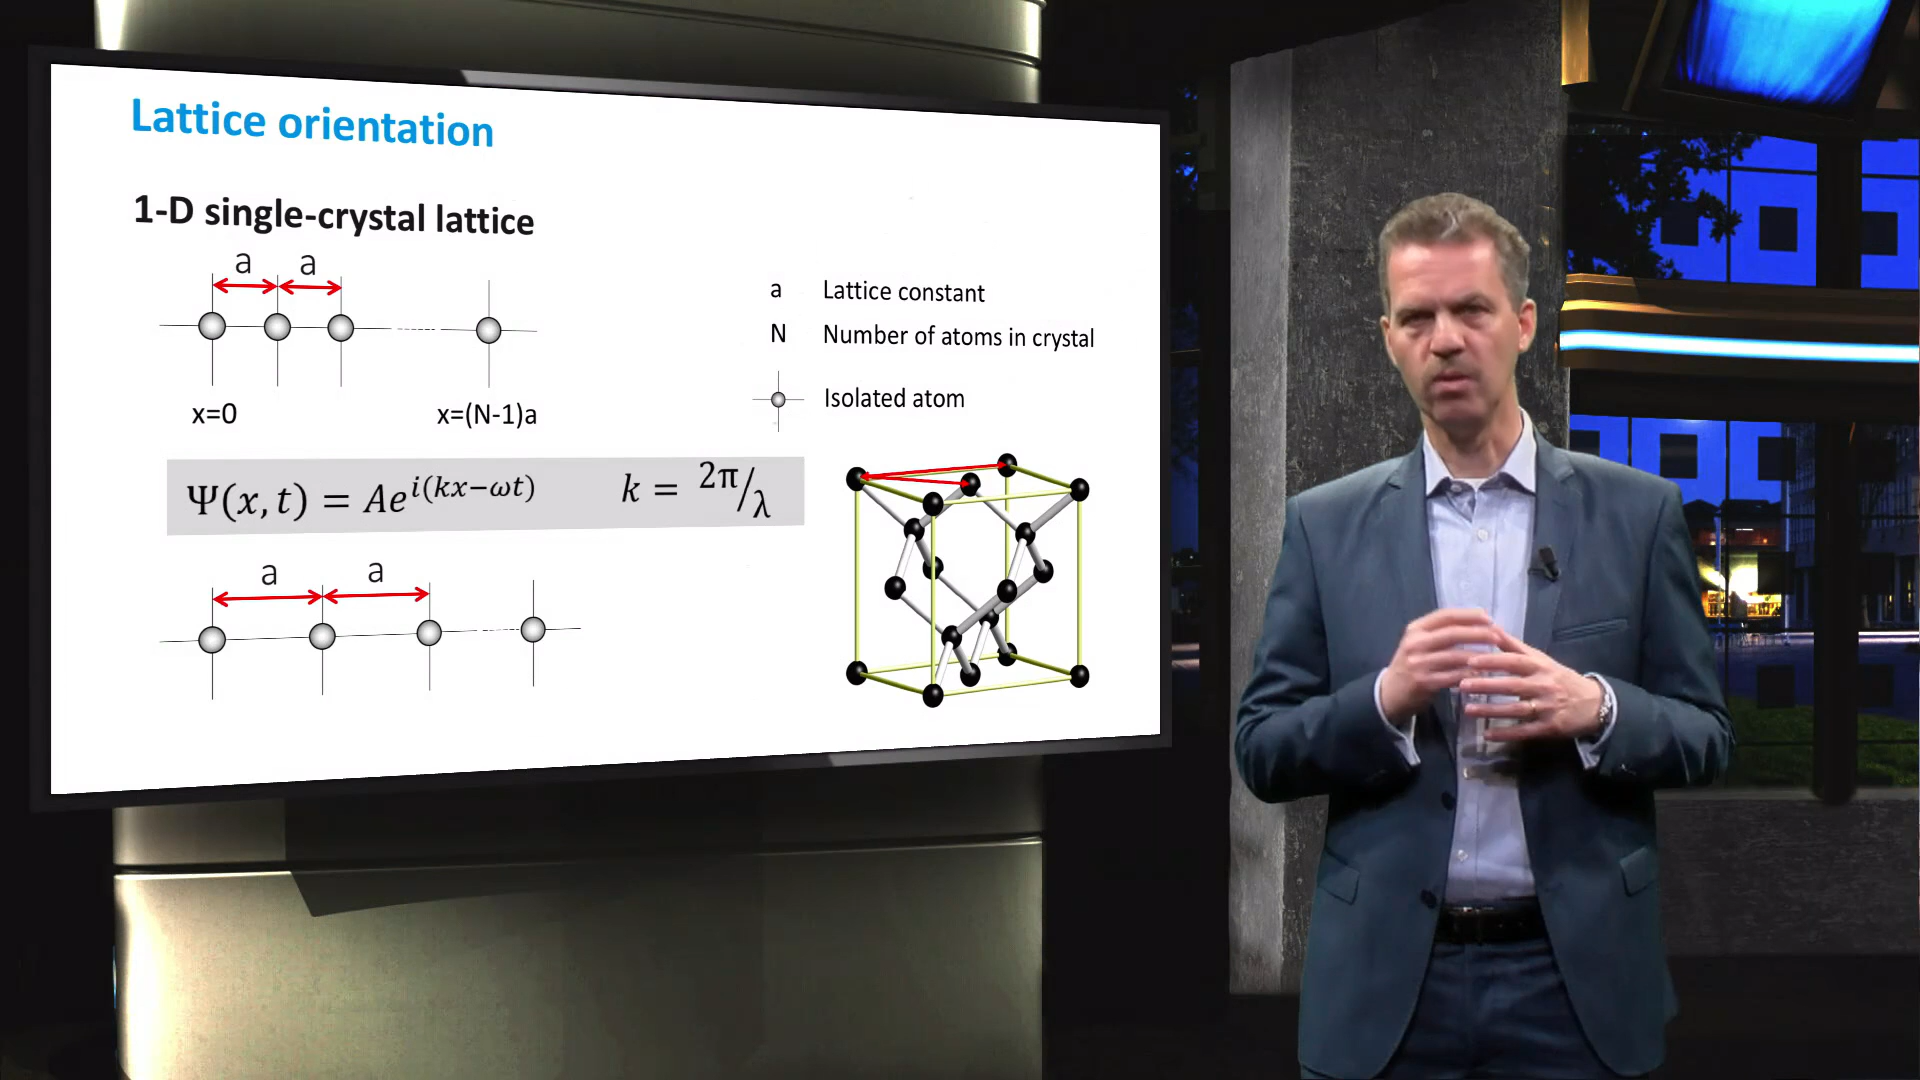 Lattice orientation
1-D single-crystal lattice
a a
x=0 x=(N-1)a
a Lattice constant
N Number of atoms in crystal
Isolated atom
Ψ(x, t) = Ae^{i(kx−ωt)} k = 2π/λ
a a